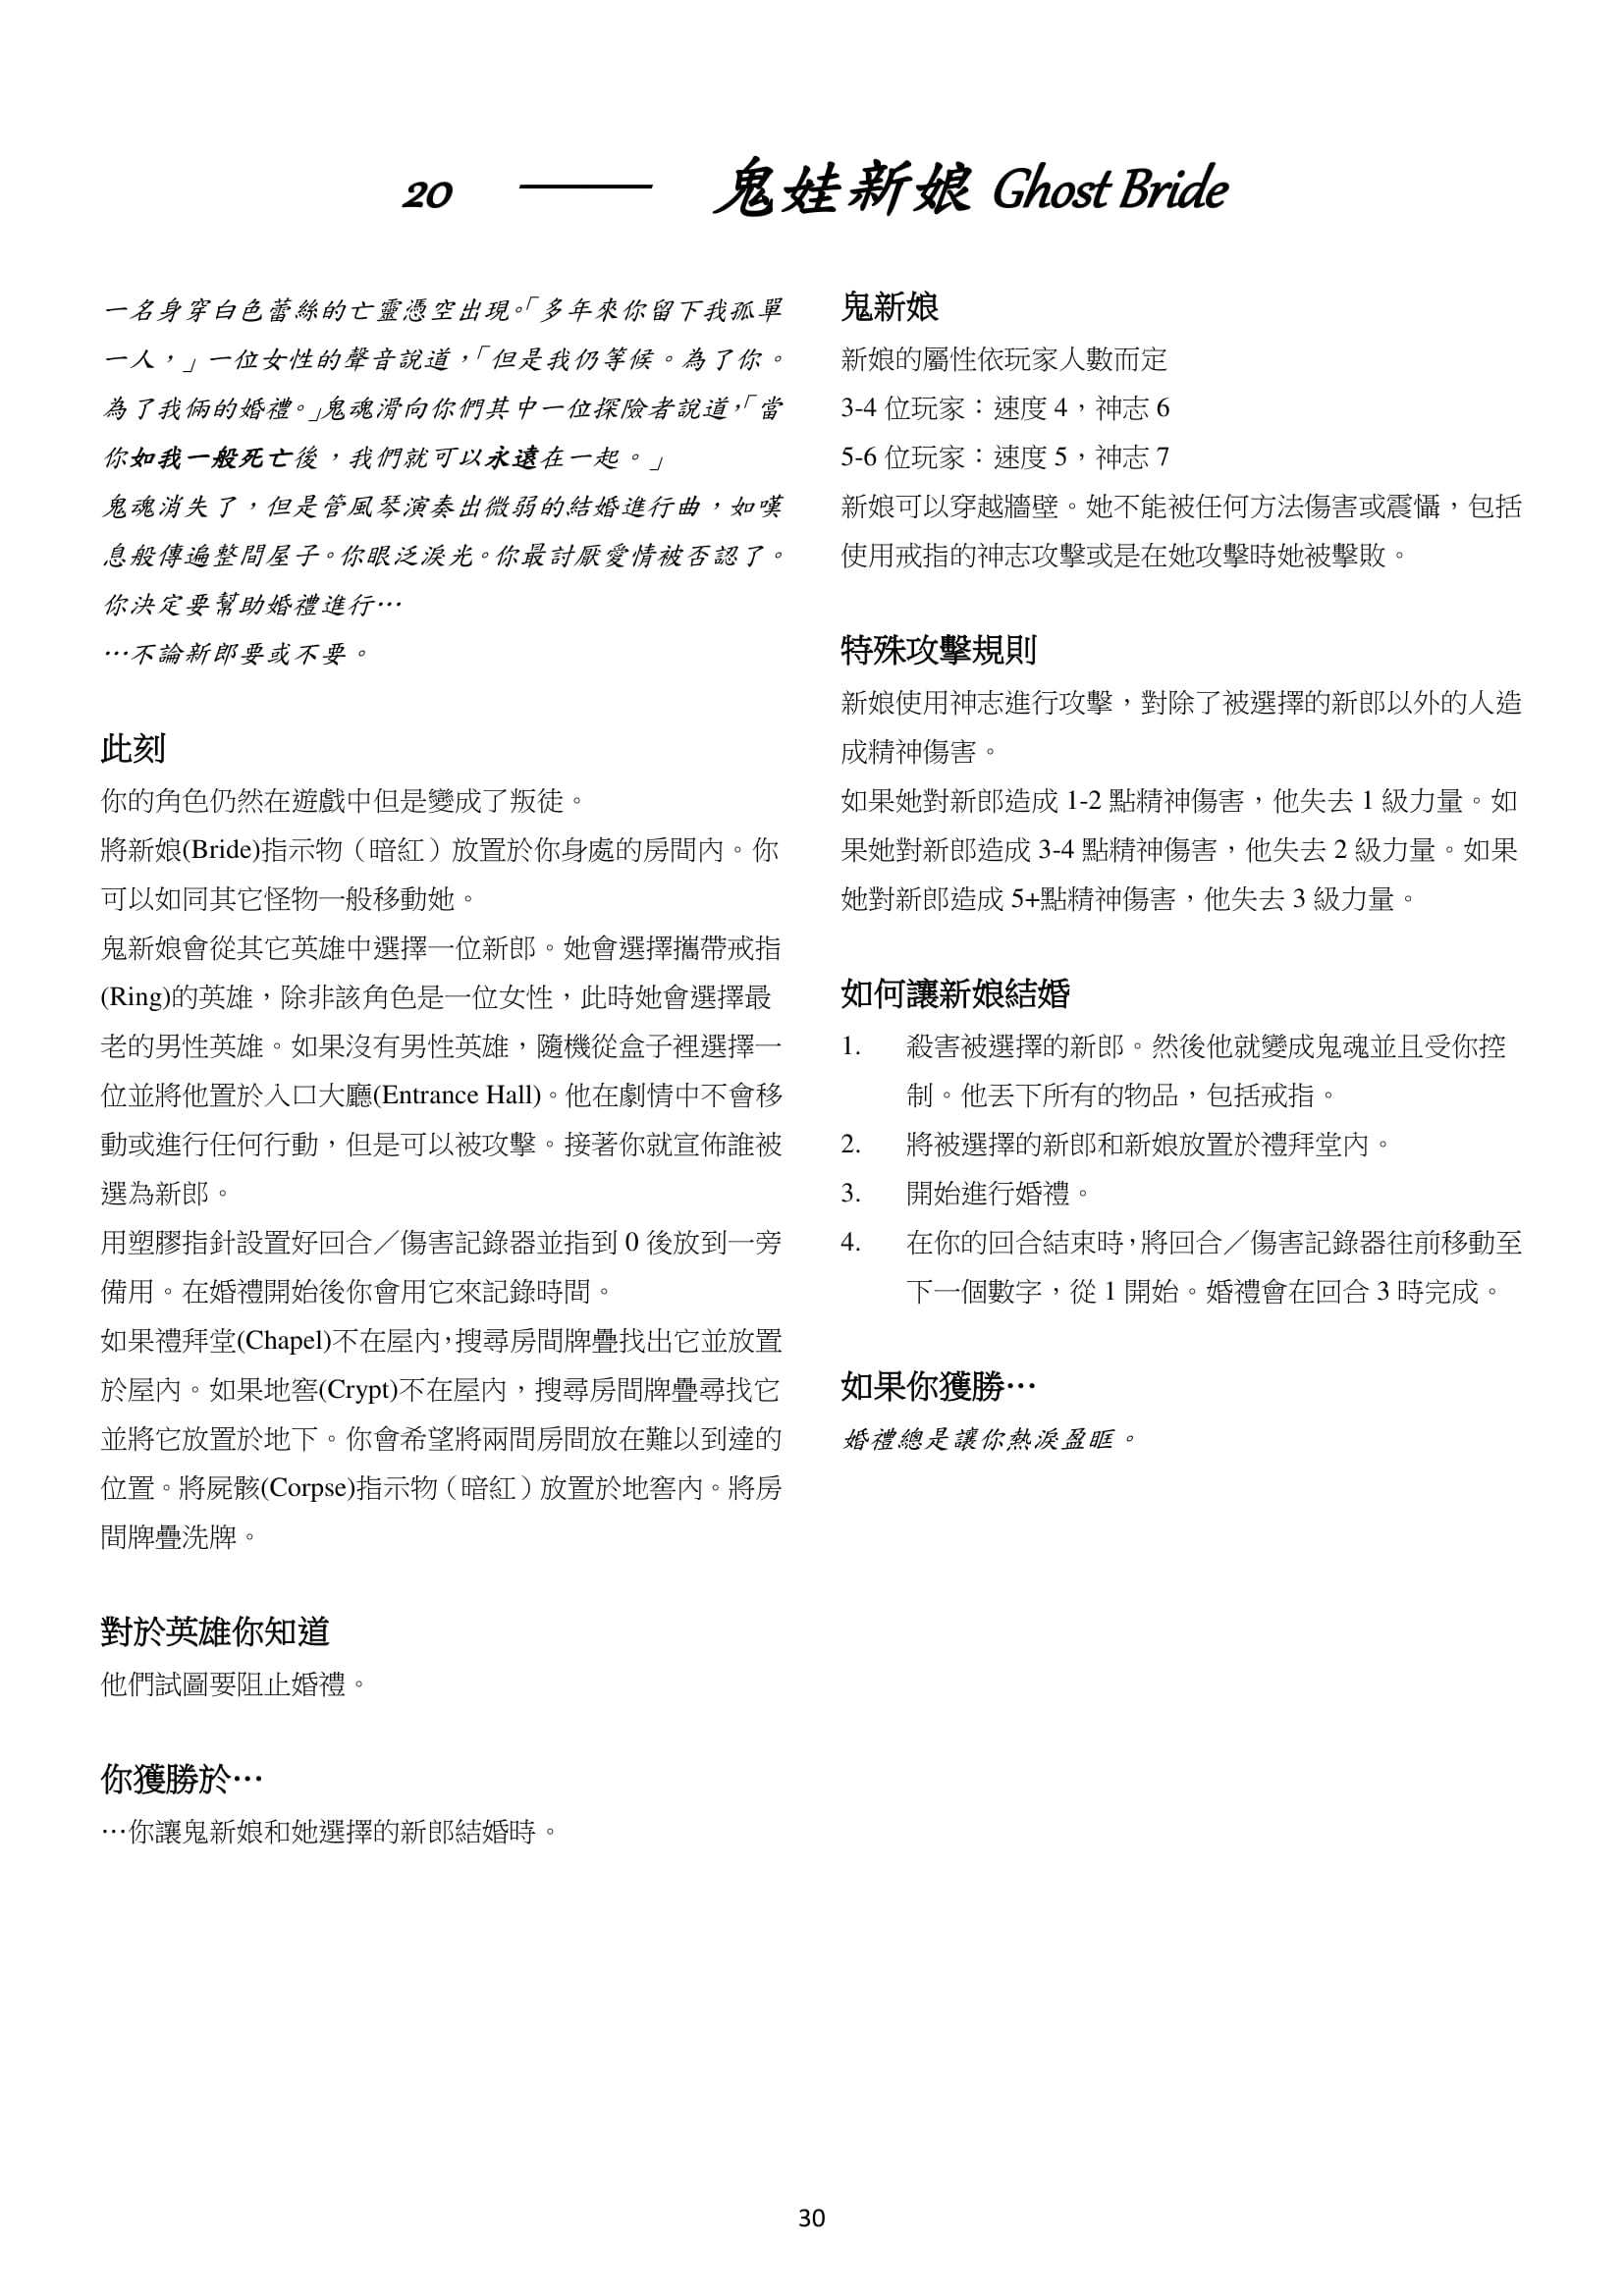 20 —— 鬼娃新娘 Ghost Bride
一名身穿白色蕾絲的亡靈憑空出現。「多年來你留下我孤單
一人，」一位女性的聲音說道，「但是我仍等候。為了你。
為了我倆的婚禮。」鬼魂滑向你們其中一位探險者說道，「當
你如我一般死亡後，我們就可以永遠在一起。」
鬼魂消失了，但是管風琴演奏出微弱的結婚進行曲，如嘆
息般傳遍整間屋子。你眼泛淚光。你最討厭愛情被否認了。
你決定要幫助婚禮進行…
…不論新郎要或不要。
此刻
你的角色仍然在遊戲中但是變成了叛徒。
將新娘(Bride)指示物（暗紅）放置於你身處的房間內。你
可以如同其它怪物一般移動她。
鬼新娘會從其它英雄中選擇一位新郎。她會選擇攜帶戒指
(Ring)的英雄，除非該角色是一位女性，此時她會選擇最
老的男性英雄。如果沒有男性英雄，隨機從盒子裡選擇一
位並將他置於入口大廳(Entrance Hall)。他在劇情中不會移
動或進行任何行動，但是可以被攻擊。接著你就宣佈誰被
選為新郎。
用塑膠指針設置好回合／傷害記錄器並指到 0 後放到一旁
備用。在婚禮開始後你會用它來記錄時間。
如果禮拜堂(Chapel)不在屋內，搜尋房間牌疊找出它並放置
於屋內。如果地窖(Crypt)不在屋內，搜尋房間牌疊尋找它
並將它放置於地下。你會希望將兩間房間放在難以到達的
位置。將屍骸(Corpse)指示物（暗紅）放置於地窖內。將房
間牌疊洗牌。
對於英雄你知道
他們試圖要阻止婚禮。
你獲勝於…
…你讓鬼新娘和她選擇的新郎結婚時。
鬼新娘
新娘的屬性依玩家人數而定
3-4 位玩家：速度 4，神志 6
5-6 位玩家：速度 5，神志 7
新娘可以穿越牆壁。她不能被任何方法傷害或震懾，包括
使用戒指的神志攻擊或是在她攻擊時她被擊敗。
特殊攻擊規則
新娘使用神志進行攻擊，對除了被選擇的新郎以外的人造
成精神傷害。
如果她對新郎造成 1-2 點精神傷害，他失去 1 級力量。如
果她對新郎造成 3-4 點精神傷害，他失去 2 級力量。如果
她對新郎造成 5+點精神傷害，他失去 3 級力量。
如何讓新娘結婚
1. 殺害被選擇的新郎。然後他就變成鬼魂並且受你控
制。他丟下所有的物品，包括戒指。
2. 將被選擇的新郎和新娘放置於禮拜堂內。
3. 開始進行婚禮。
4. 在你的回合結束時，將回合／傷害記錄器往前移動至
下一個數字，從 1 開始。婚禮會在回合 3 時完成。
如果你獲勝…
婚禮總是讓你熱淚盈眶。
30